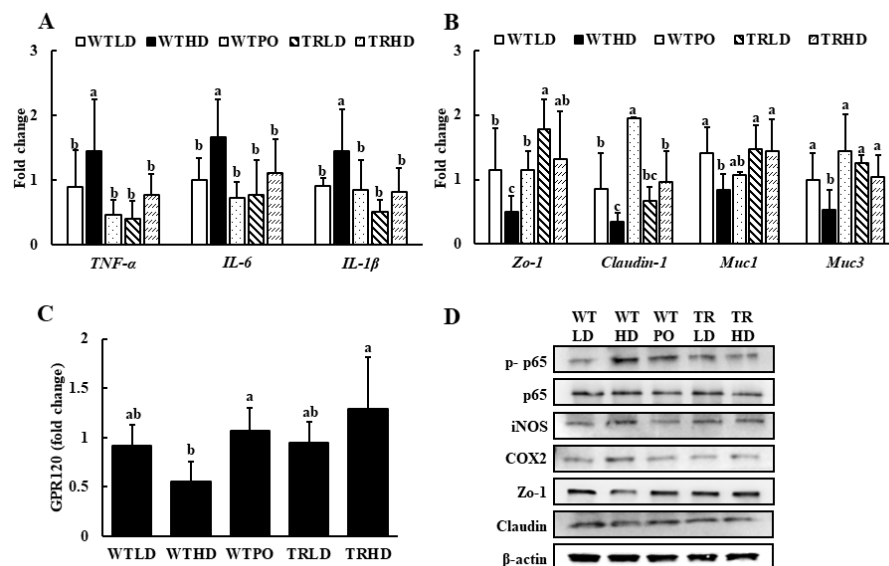 A
WTLD WTHD WTPO TRLD TRHD
3
2
1
0
Fold change
b a b b b
b a b b b
b a b b b
TNF-α IL-6 IL-1β
B
WTLD WTHD WTPO TRLD TRHD
3
2
1
0
Fold change
b c b a ab
b c a bc b
a b ab a a
a b a a a
Zo-1 Claudin-1 Muc1 Muc3
C
2
1.5
1
0.5
0
GPR120 (fold change)
ab b a ab a
WTLD WTHD WTPO TRLD TRHD
D
WT WT WT TR TR
LD HD PO LD HD
p- p65
p65
iNOS
COX2
Zo-1
Claudin
β-actin